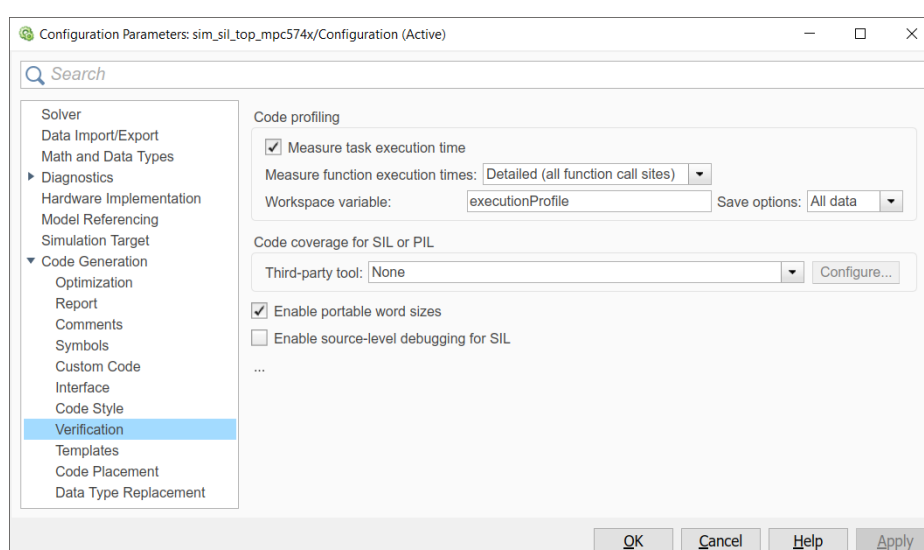 Configuration Parameters: sim_sil_top_mpc574x/Configuration (Active)
Search
Solver
Data Import/Export
Math and Data Types
Diagnostics
Hardware Implementation
Model Referencing
Simulation Target
Code Generation
Optimization
Report
Comments
Symbols
Custom Code
Interface
Code Style
Verification
Templates
Code Placement
Data Type Replacement
Code profiling
Measure task execution time
Measure function execution times: Detailed (all function call sites)
Workspace variable: executionProfile Save options: All data
Code coverage for SIL or PIL
Third-party tool: None Configure...
Enable portable word sizes
Enable source-level debugging for SIL
...
OK Cancel Help Apply